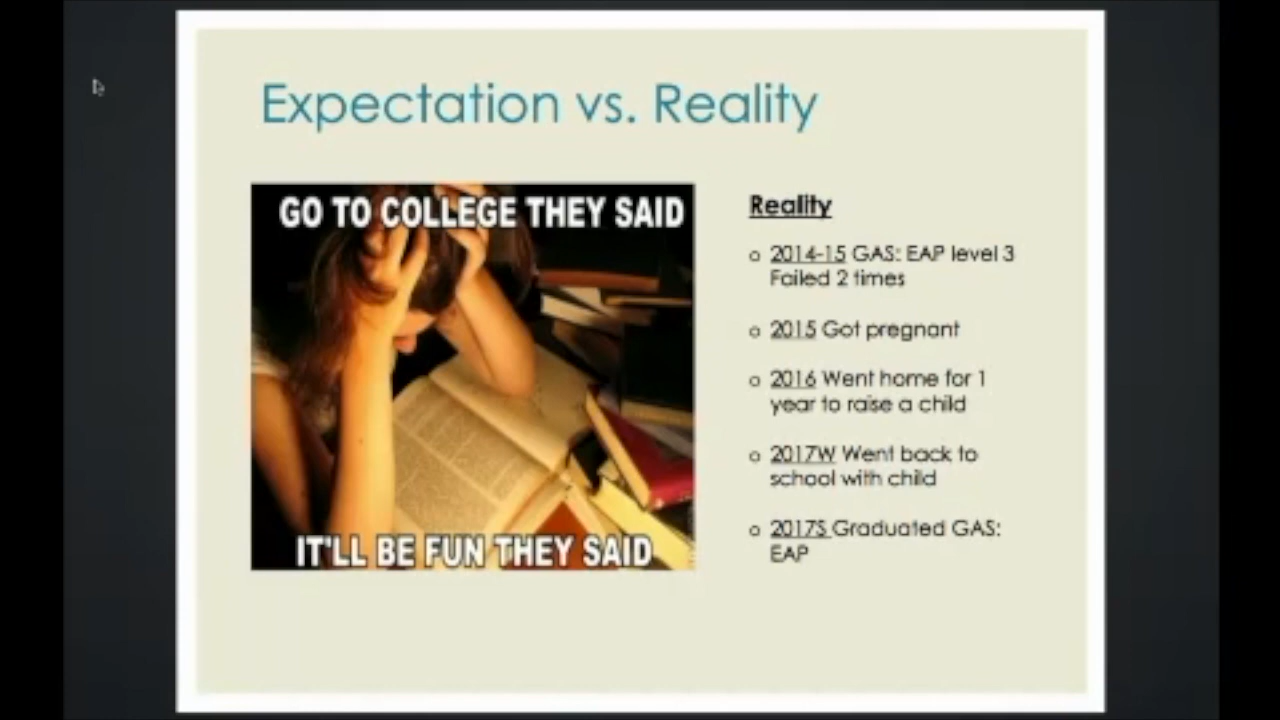 Expectation vs. Reality
GO TO COLLEGE THEY SAID
IT'LL BE FUN THEY SAID
Reality
2014-15 GAS: EAP level 3
Failed 2 times
2015 Got pregnant
2016 Went home for 1
year to raise a child
2017W Went back to
school with child
2017S Graduated GAS:
EAP